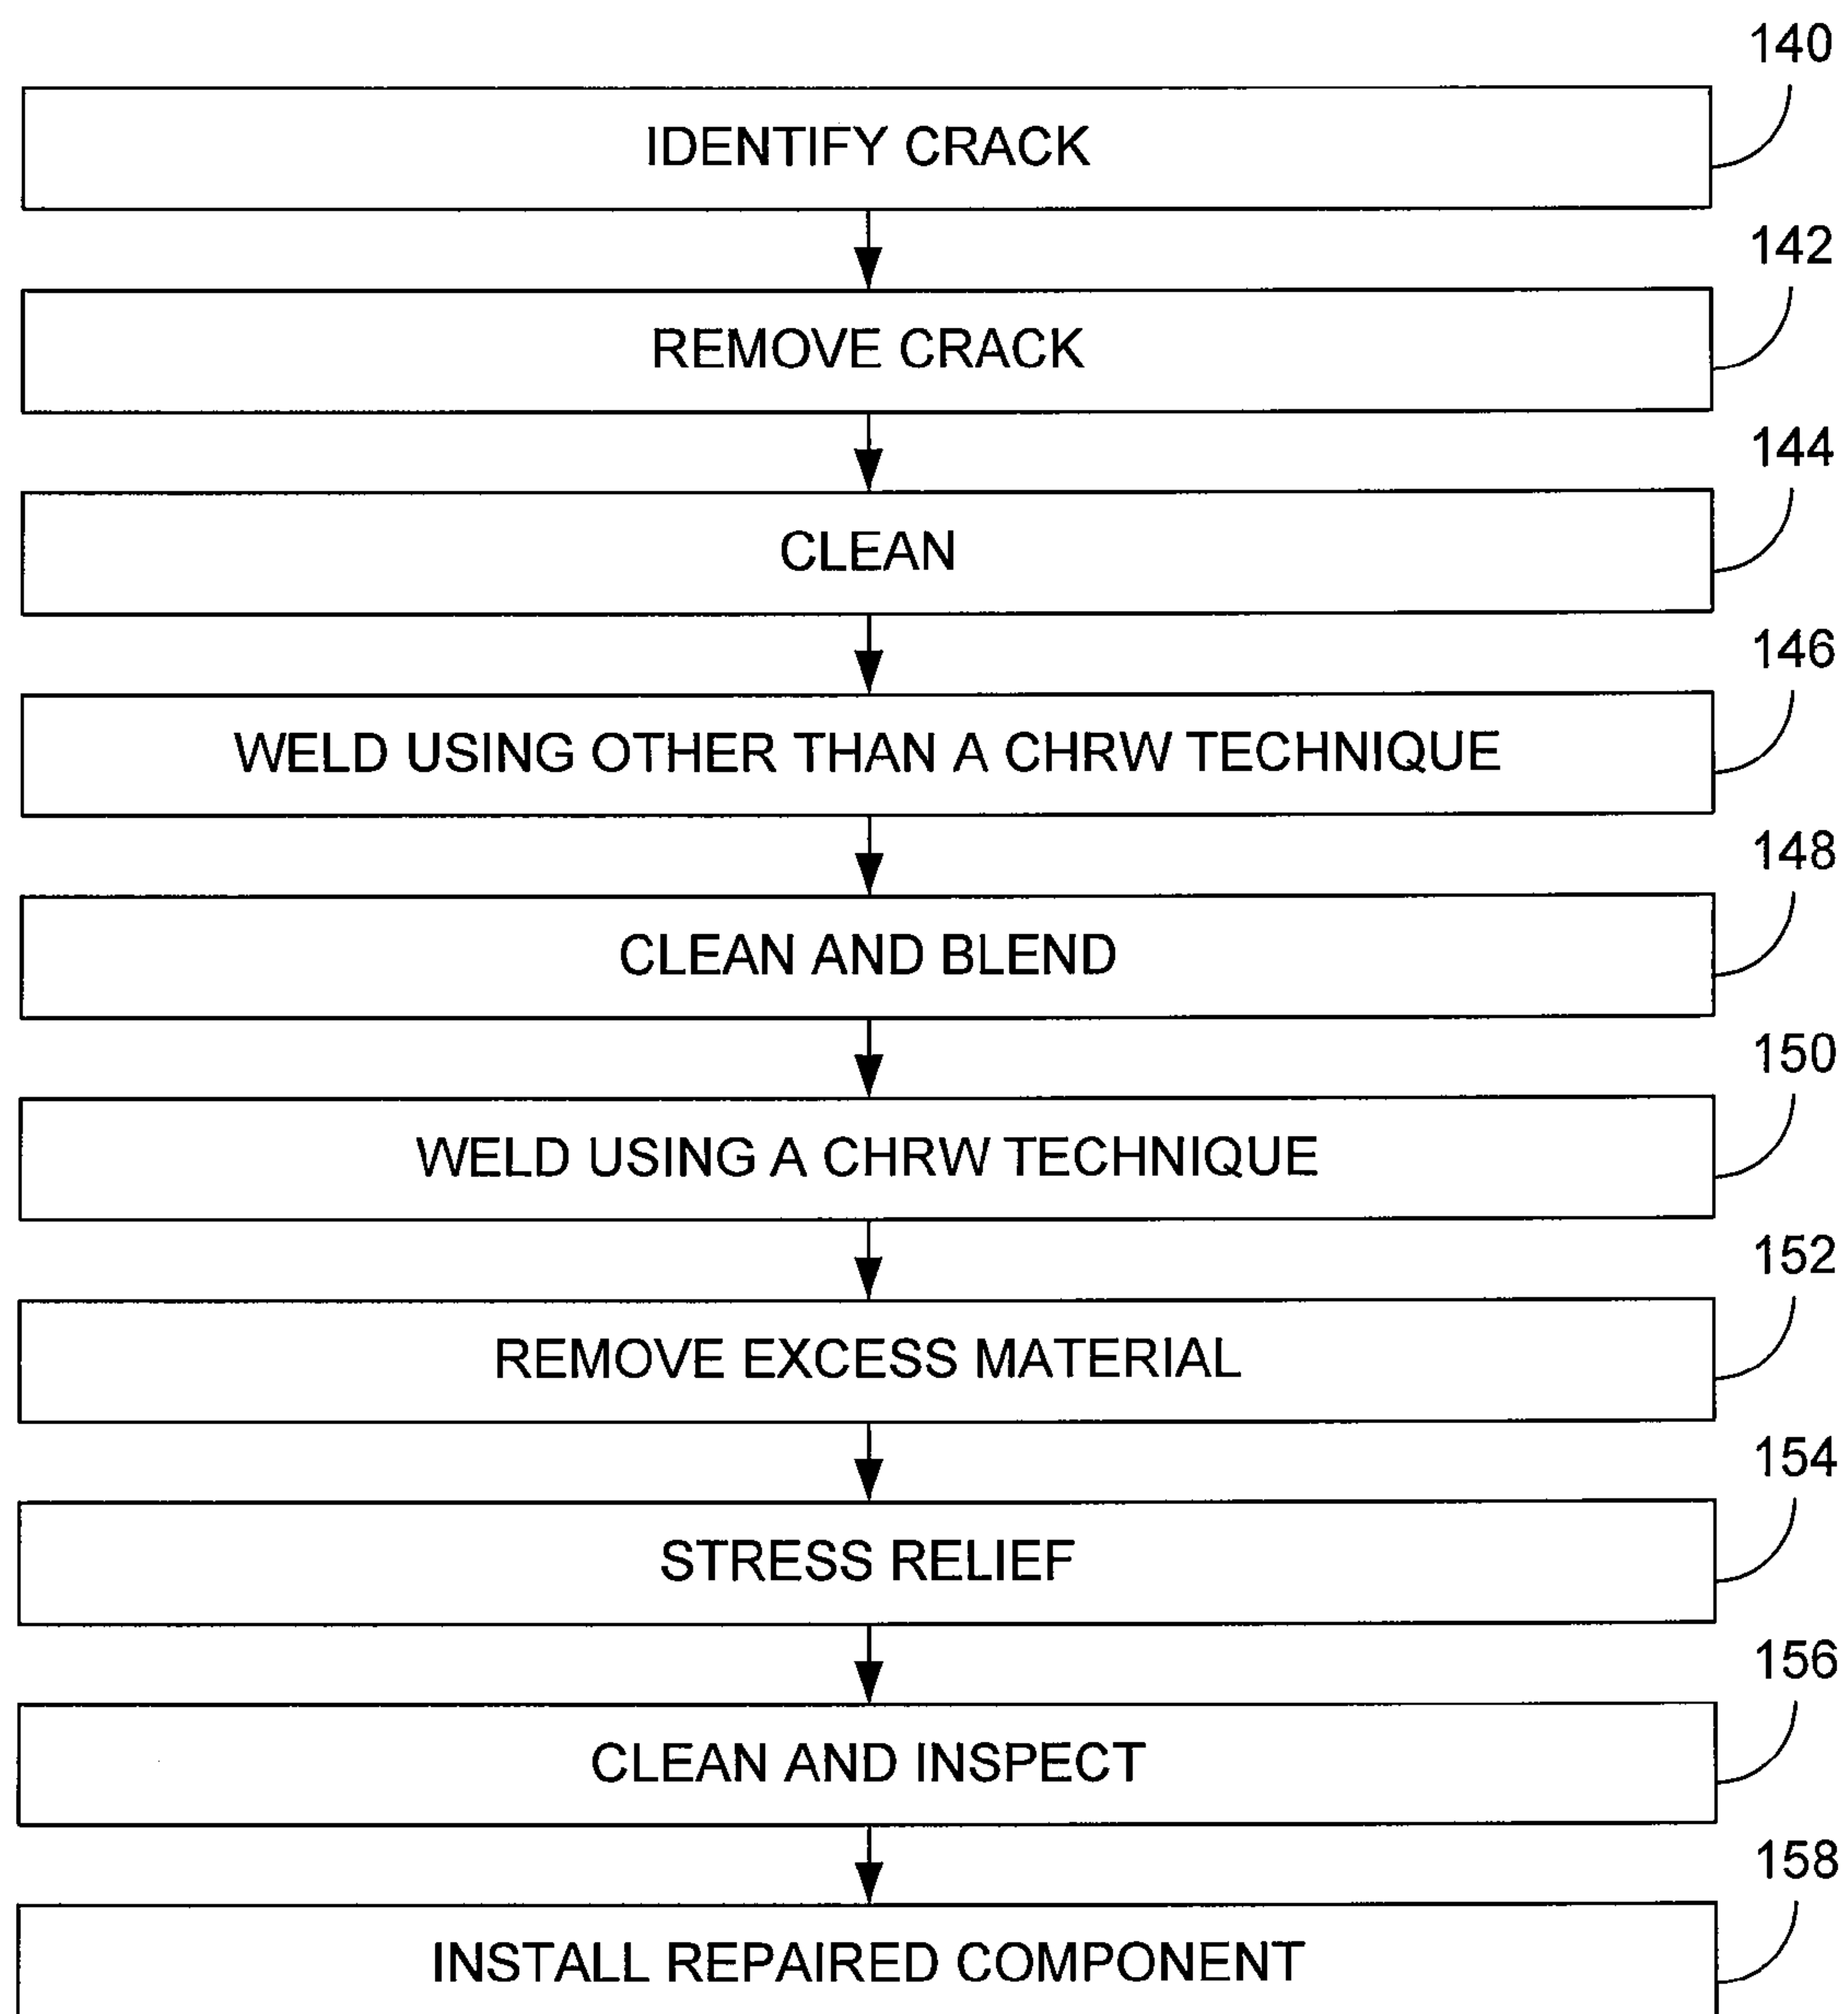 140
IDENTIFY CRACK
142
REMOVE CRACK
144
CLEAN
146
WELD USING OTHER THAN A CHRW TECHNIQUE
148
CLEAN AND BLEND
150
WELD USING A CHRW TECHNIQUE
152
REMOVE EXCESS MATERIAL
154
STRESS RELIEF
156
CLEAN AND INSPECT
158
INSTALL REPAIRED COMPONENT